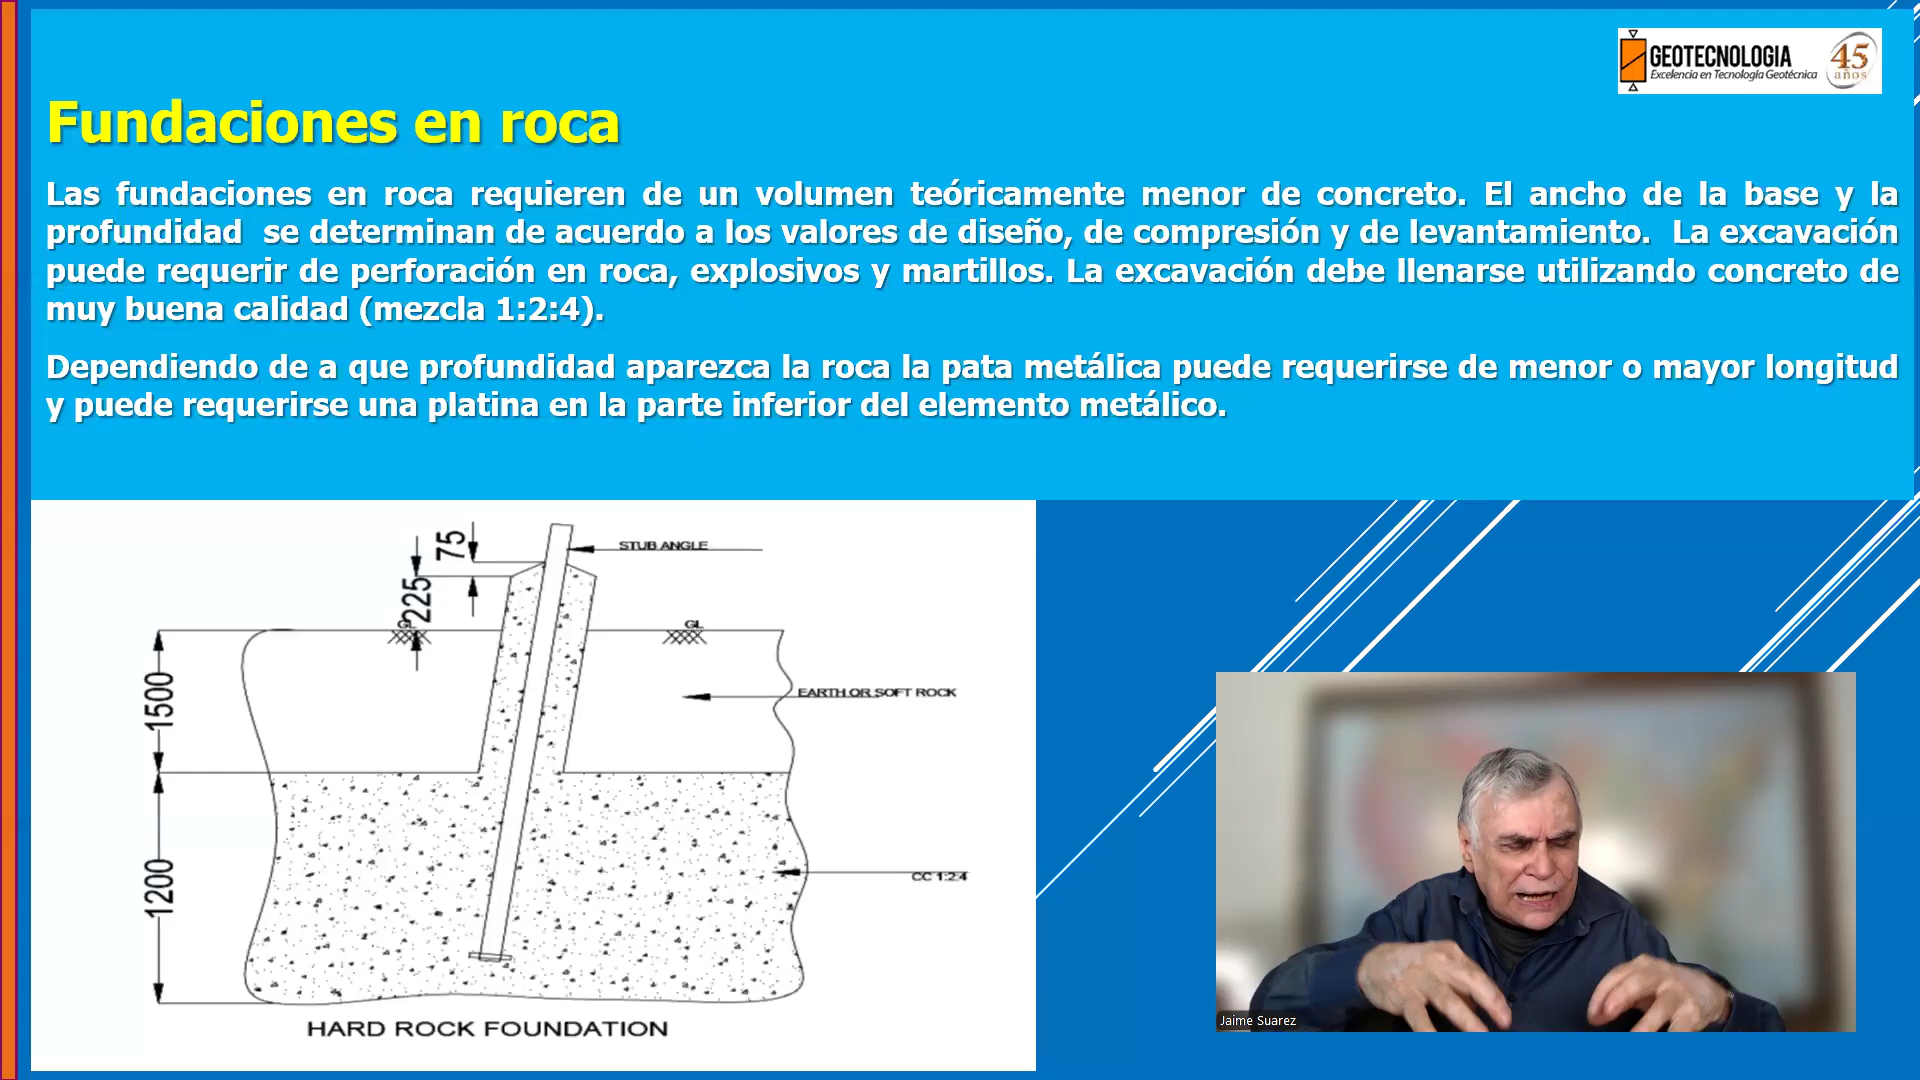 GEOTECNOLOGIA
Excelencia en Tecnología Geotécnica
45
años
Fundaciones en roca
Las fundaciones en roca requieren de un volumen teóricamente menor de concreto. El ancho de la base y la
profundidad se determinan de acuerdo a los valores de diseño, de compresión y de levantamiento. La excavación
puede requerir de perforación en roca, explosivos y martillos. La excavación debe llenarse utilizando concreto de
muy buena calidad (mezcla 1:2:4).
Dependiendo de a que profundidad aparezca la roca la pata metálica puede requerirse de menor o mayor longitud
y puede requerirse una platina en la parte inferior del elemento metálico.
75
STUB ANGLE
225
GL
GL
1500
EARTH OR SOFT ROCK
1200
CC 1:2:4
HARD ROCK FOUNDATION
Jaime Suarez